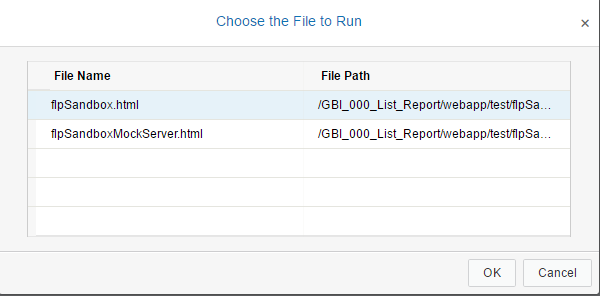 Choose the File to Run
×
File Name File Path
flpSandbox.html /GBI_000_List_Report/webapp/test/flpSa...
flpSandboxMockServer.html /GBI_000_List_Report/webapp/test/flpSa...
OK Cancel